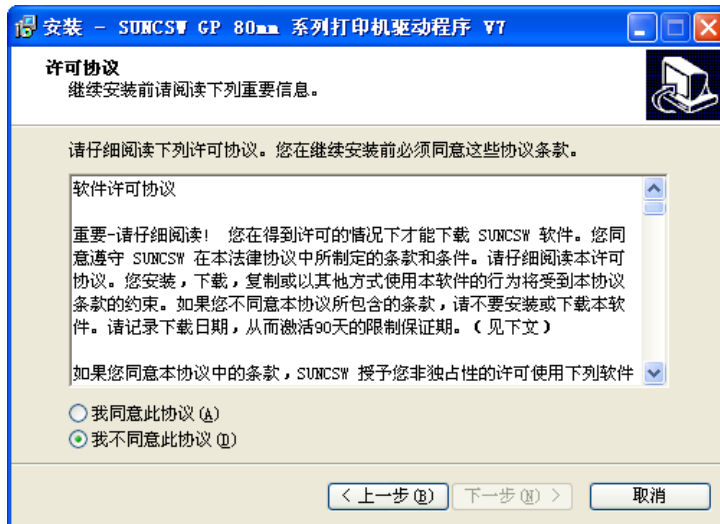 安装 - SUNCSW GP 80mm 系列打印机驱动程序 V7
许可协议
继续安装前请阅读下列重要信息。
请仔细阅读下列许可协议。您在继续安装前必须同意这些协议条款。
软件许可协议
重要-请仔细阅读! 您在得到许可的情况下才能下载 SUNCSW 软件。您同
意遵守 SUNCSW 在本法律协议中所制定的条款和条件。请仔细阅读本许可
协议。您安装，下载，复制或以其他方式使用本软件的行为将受到本协议
条款的约束。如果您不同意本协议所包含的条款，请不要安装或下载本软
件。请记录下载日期，从而激活90天的限制保证期。(见下文)
如果您同意本协议中的条款，SUNCSW 授予您非独占性的许可使用下列软件
我同意此协议(A)
我不同意此协议(D)
< 上一步(B) 下一步(N) > 取消